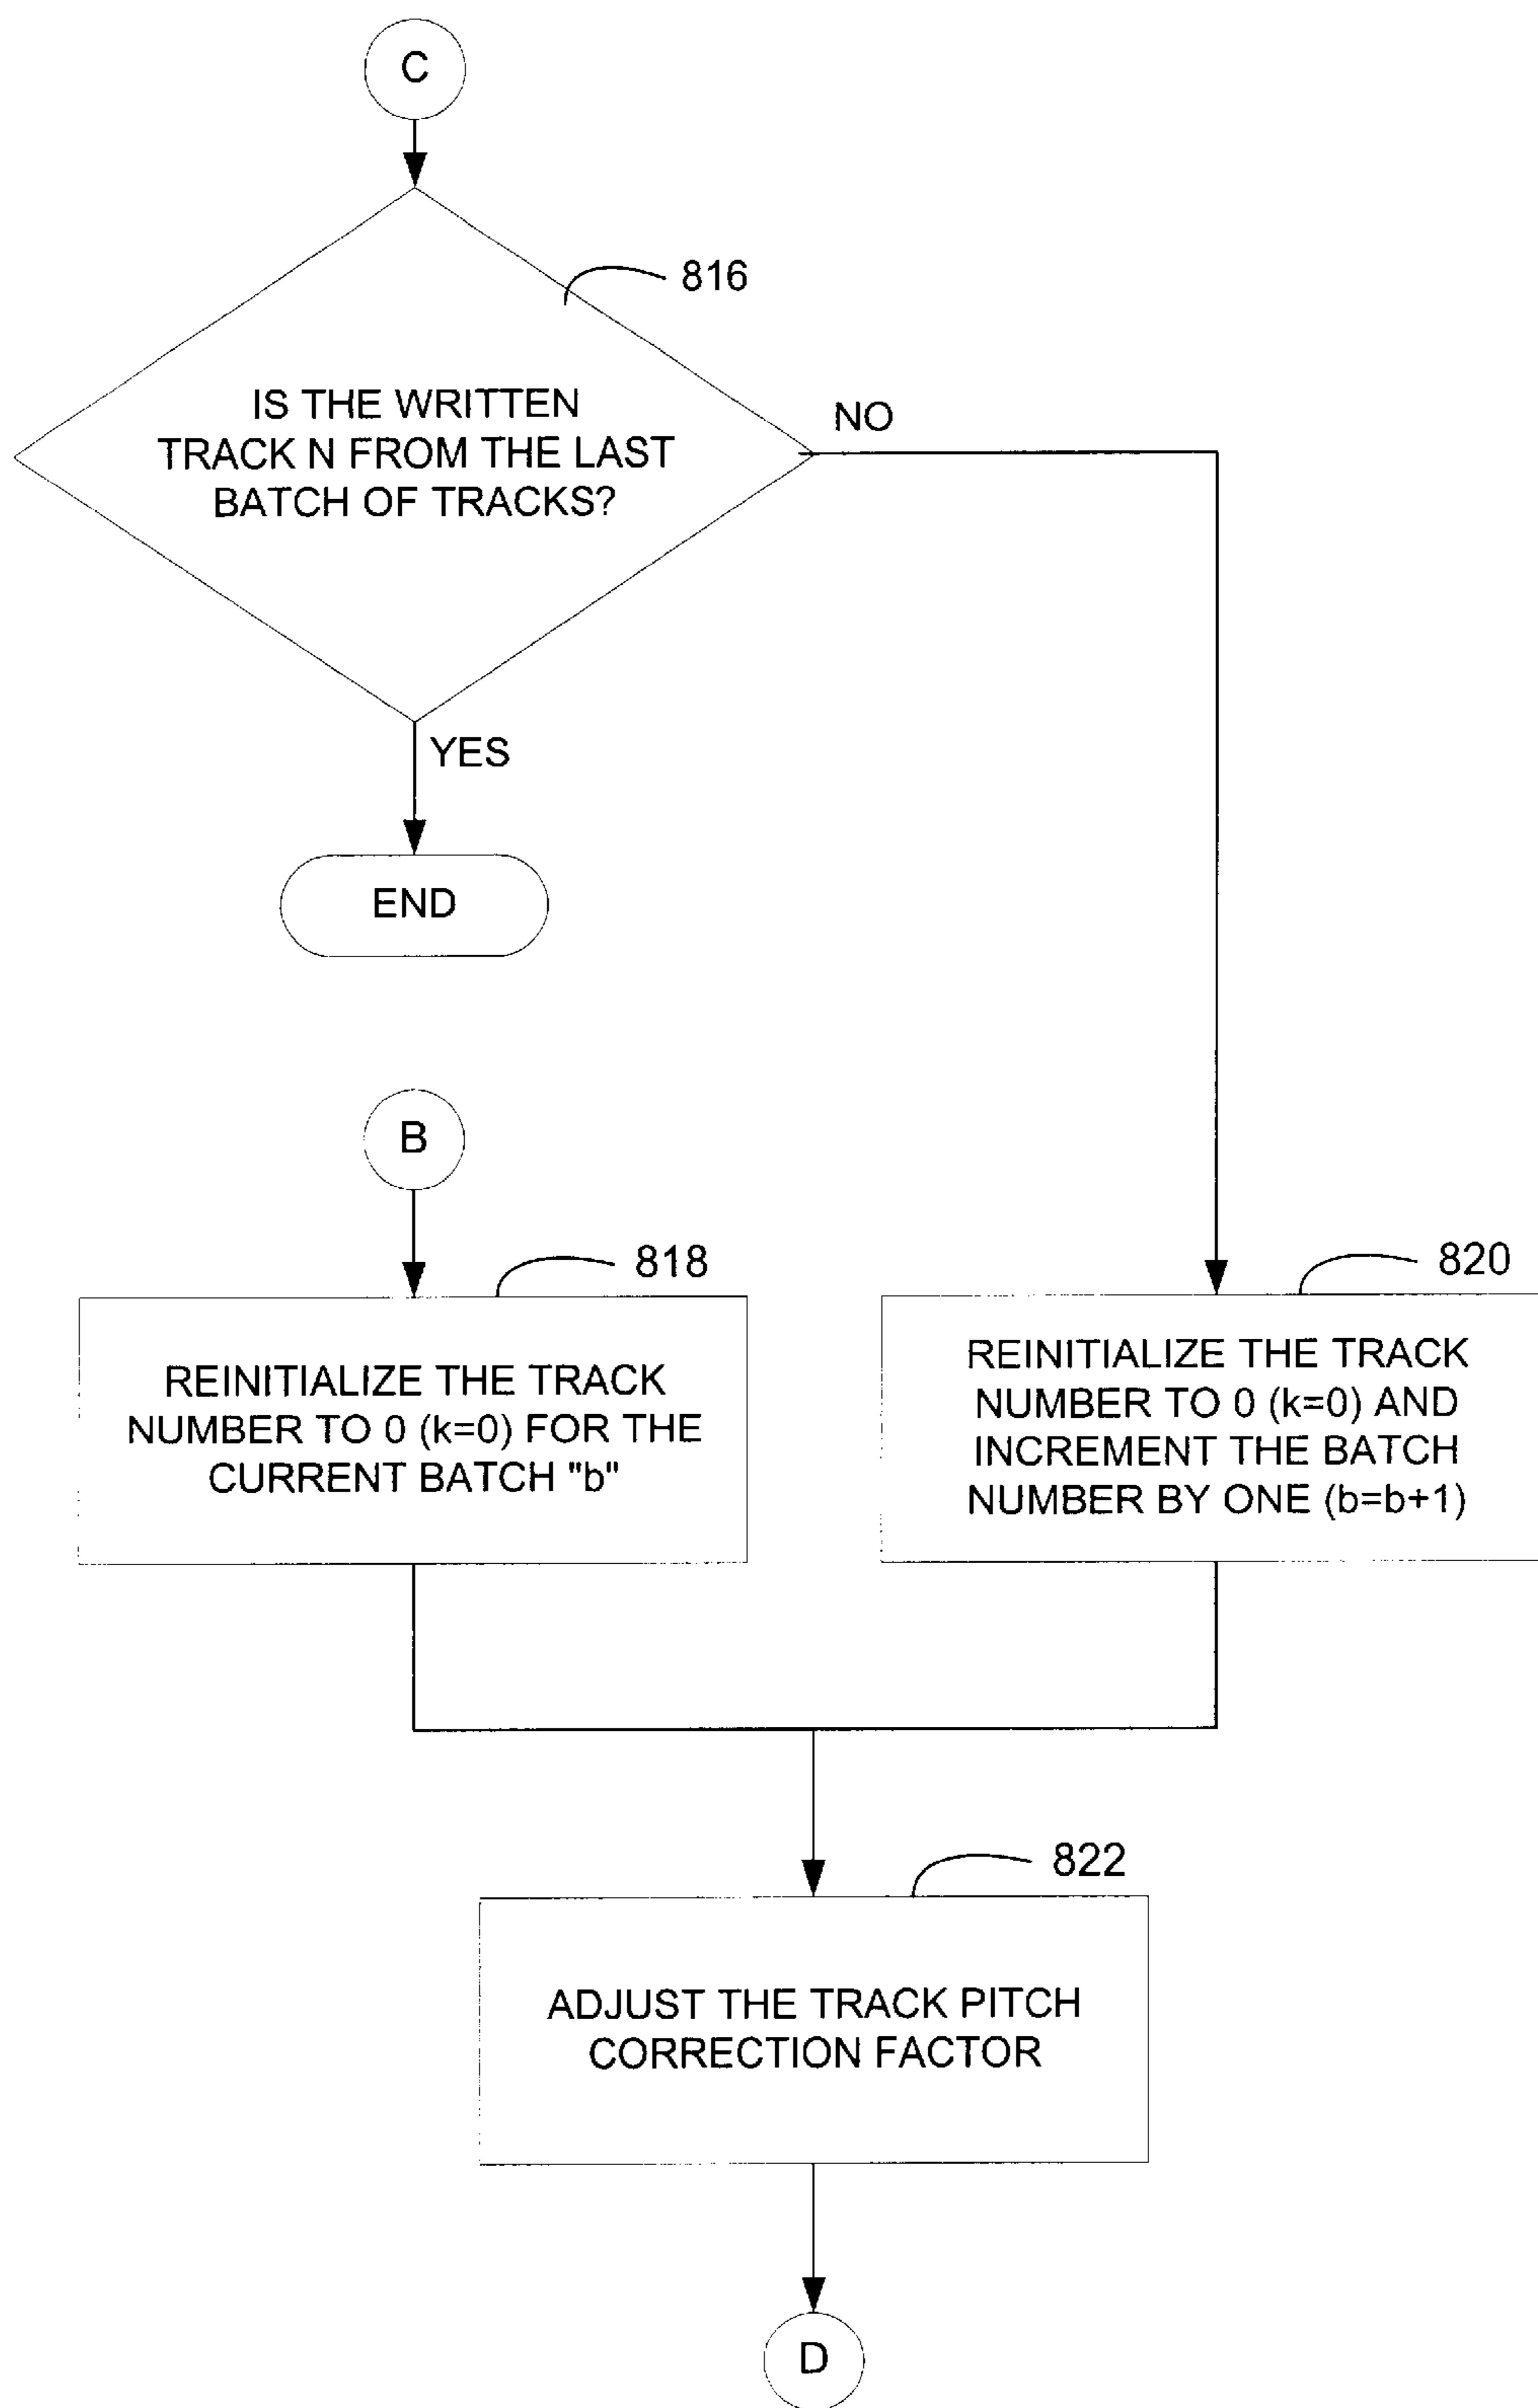 C
816
IS THE WRITTEN
TRACK N FROM THE LAST
BATCH OF TRACKS?
NO
YES
END
B
818
REINITIALIZE THE TRACK
NUMBER TO 0 (k=0) FOR THE
CURRENT BATCH "b"
820
REINITIALIZE THE TRACK
NUMBER TO 0 (k=0) AND
INCREMENT THE BATCH
NUMBER BY ONE (b=b+1)
822
ADJUST THE TRACK PITCH
CORRECTION FACTOR
D